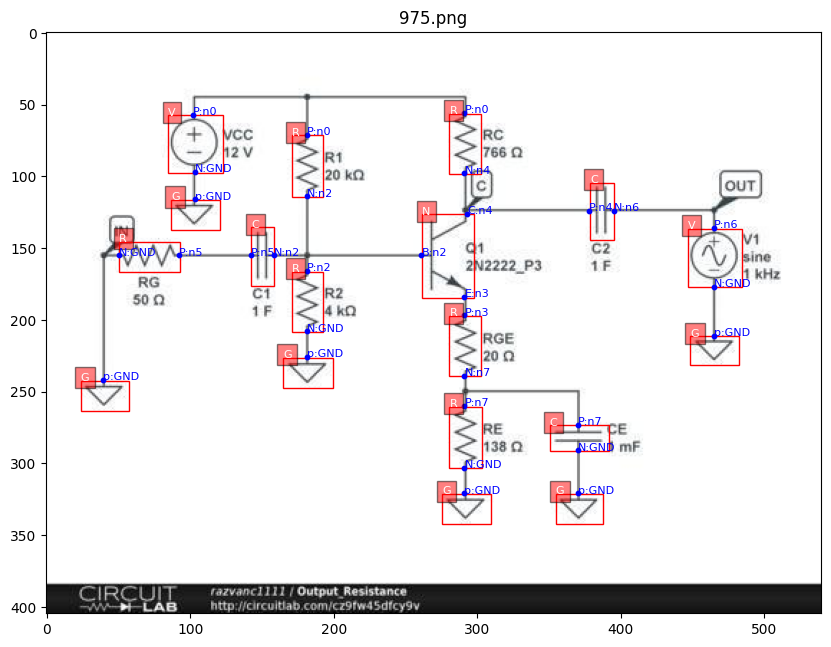 975.png
0
50
100
150
200
250
300
350
400
0
100
200
300
400
500
V
P:n0
VCC
12 V
N:GND
G
p:GND
R
P:n0
R1
20 kΩ
N:n2
R
P:n0
RC
766 Ω
N:n4
C
C
P:n4
N:n6
C2
1 F
OUT
V
P:n6
V1
sine
1 kHz
N:GND
G
p:GND
R
N:GND
P:n5
RG
50 Ω
C
P:n5
N:n2
C1
1 F
R
P:n2
R2
4 kΩ
N:GND
G
p:GND
N
C:n4
B:n2
Q1
2N2222_P3
E:n3
R
P:n3
RGE
20 Ω
N:n7
G
p:GND
R
P:n7
RE
138 Ω
N:GND
G
p:GND
C
P:n7
CE
mF
N:GND
G
p:GND
CIRCUIT
LAB
razvanc1111 / Output_Resistance
http://circuitlab.com/cz9fw45dfcy9v